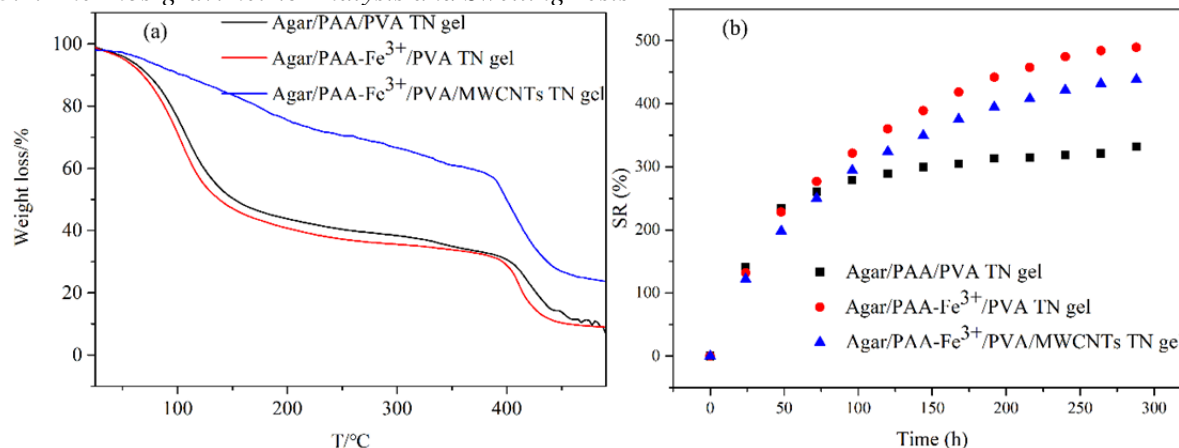 (a)
Agar/PAA/PVA TN gel
Agar/PAA-Fe3+/PVA TN gel
Agar/PAA-Fe3+/PVA/MWCNTs TN gel
100
80
60
40
20
0
Weight loss/%
100
200
300
400
T/°C
(b)
500
400
300
200
100
0
SR (%)
Agar/PAA/PVA TN gel
Agar/PAA-Fe3+/PVA TN gel
Agar/PAA-Fe3+/PVA/MWCNTs TN gel
0
50
100
150
200
250
300
Time (h)